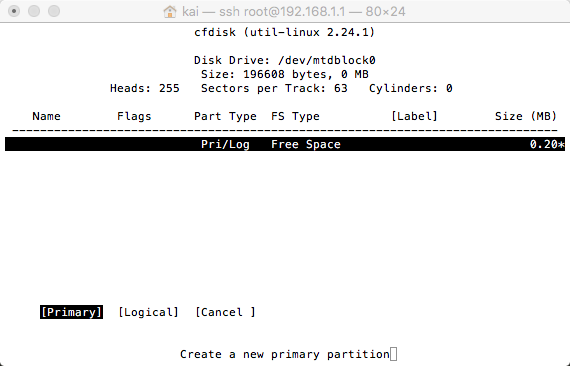 kai — ssh root@192.168.1.1 — 80×24
cfdisk (util-linux 2.24.1)
Disk Drive: /dev/mtdblock0
Size: 196608 bytes, 0 MB
Heads: 255 Sectors per Track: 63 Cylinders: 0
Name Flags Part Type FS Type [Label] Size (MB)
------------------------------------------------------------------------------
Pri/Log Free Space 0.20*
[Primary] [Logical] [Cancel ]
Create a new primary partition